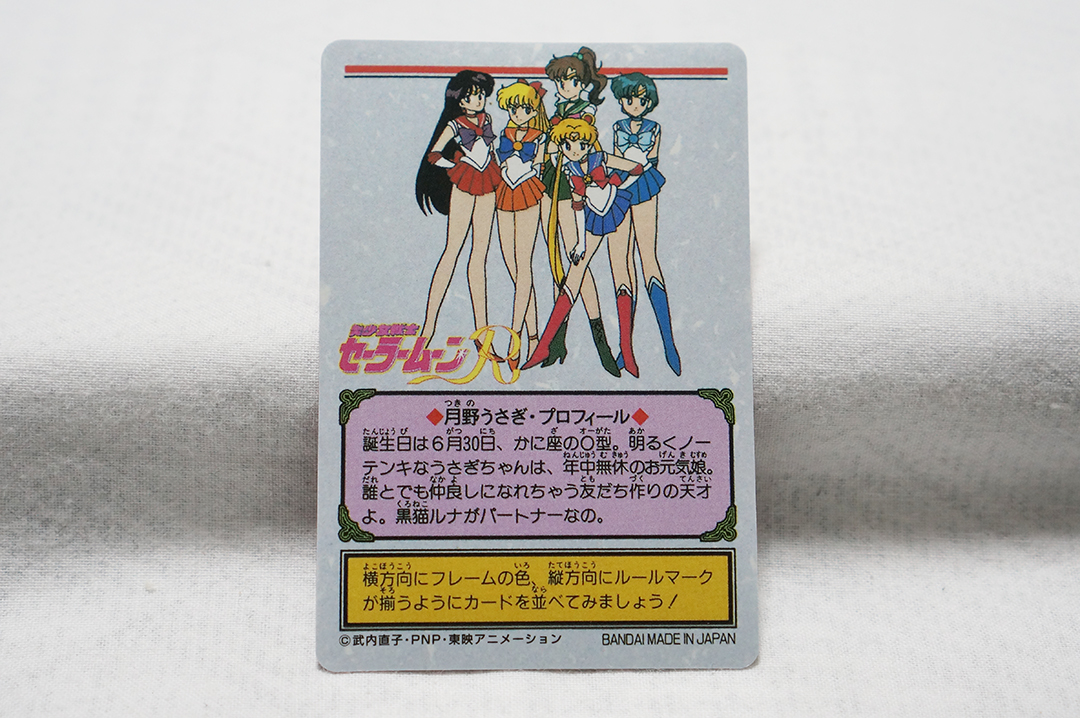 美少女戦士
セーラームーンR
◆月野うさぎ・プロフィール◆
誕生日は6月30日、かに座のO型。明るくノー
テンキなうさぎちゃんは、年中無休のお元気娘。
誰とでも仲良しになれちゃう友だち作りの天才
よ。黒猫ルナがパートナーなの。
横方向にフレームの色、縦方向にルールマーク
が揃うようにカードを並べてみましょう!
©武内直子・PNP・東映アニメーション BANDAI MADE IN JAPAN